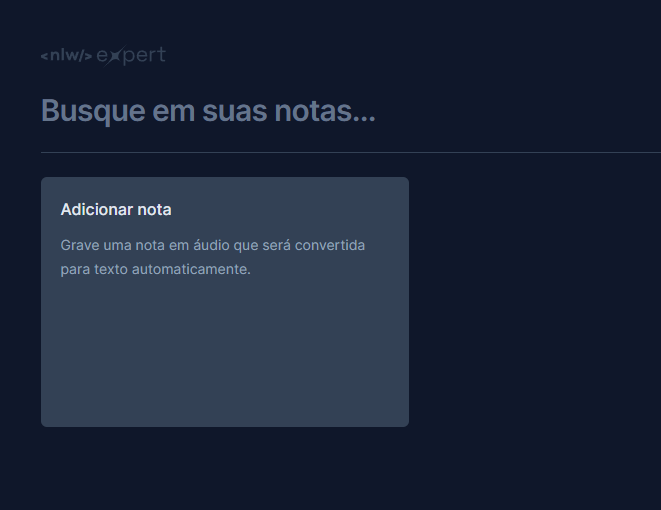 <nlw/> expert
Busque em suas notas...
Adicionar nota
Grave uma nota em áudio que será convertida
para texto automaticamente.